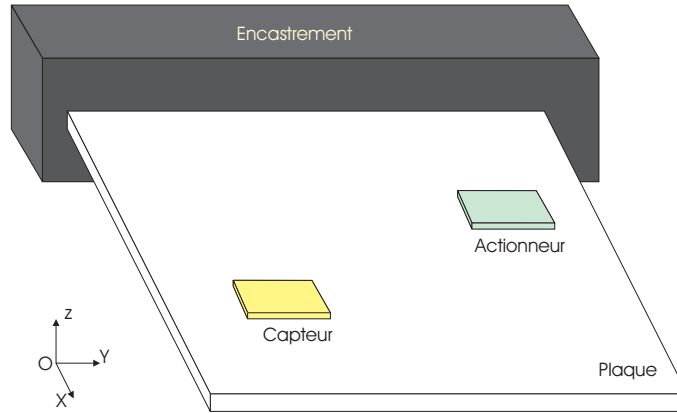 Encastrement
Actionneur
Capteur
Z
O
Y
X
Plaque